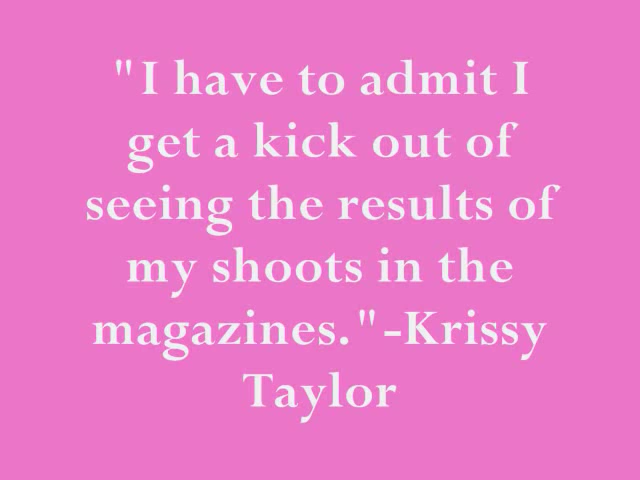 "I have to admit I
get a kick out of
seeing the results of
my shoots in the
magazines."-Krissy
Taylor